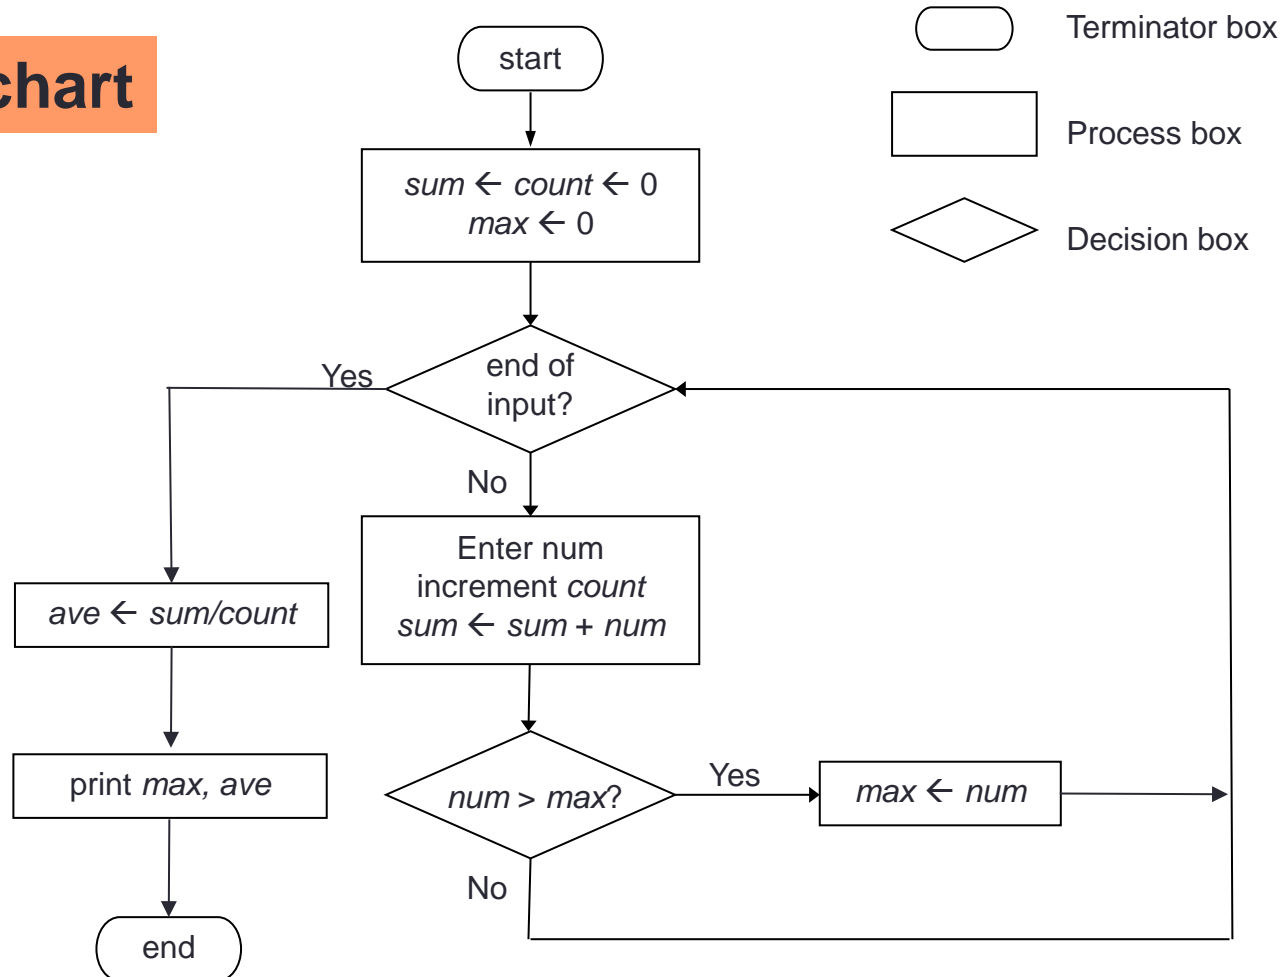 chart
start
sum ← count ← 0
max ← 0
end of
input?
Yes
No
Enter num
increment count
sum ← sum + num
ave ← sum/count
print max, ave
end
num > max?
Yes
max ← num
No
Terminator box
Process box
Decision box